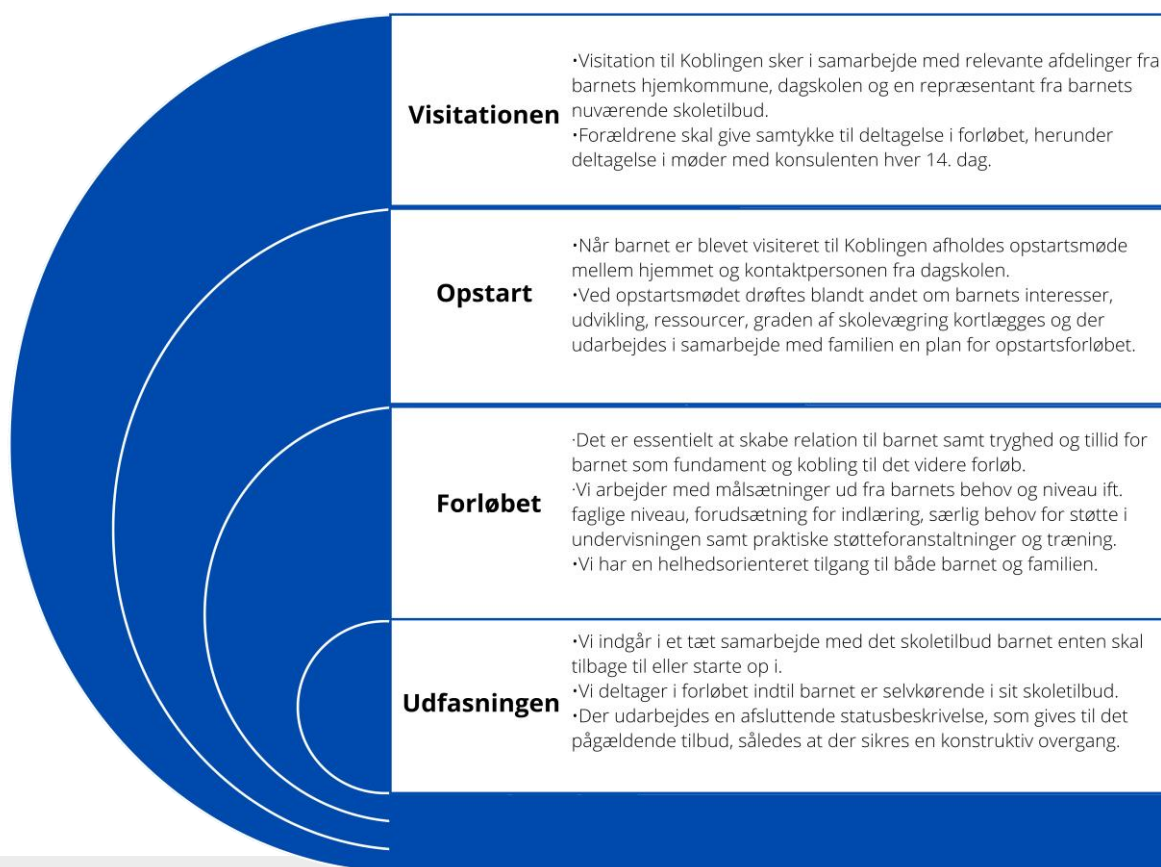 Visitationen
•Visitation til Koblingen sker i samarbejde med relevante afdelinger fra
barnets hjemkommune, dagskolen og en repræsentant fra barnets
nuværende skoletilbud.
•Forældrene skal give samtykke til deltagelse i forløbet, herunder
deltagelse i møder med konsulenten hver 14. dag.
Opstart
•Når barnet er blevet visiteret til Koblingen afholdes opstartsmøde
mellem hjemmet og kontaktpersonen fra dagskolen.
•Ved opstartsmødet drøftes blandt andet om barnets interesser,
udvikling, ressourcer, graden af skolevægring kortlægges og der
udarbejdes i samarbejde med familien en plan for opstartsforløbet.
Forløbet
·Det er essentielt at skabe relation til barnet samt tryghed og tillid for
barnet som fundament og kobling til det videre forløb.
·Vi arbejder med målsætninger ud fra barnets behov og niveau ift.
faglige niveau, forudsætning for indlæring, særlig behov for støtte i
undervisningen samt praktiske støtteforanstaltninger og træning.
•Vi har en helhedsorienteret tilgang til både barnet og familien.
Udfasningen
•Vi indgår i et tæt samarbejde med det skoletilbud barnet enten skal
tilbage til eller starte op i.
•Vi deltager i forløbet indtil barnet er selvkørende i sit skoletilbud.
•Der udarbejdes en afsluttende statusbeskrivelse, som gives til det
pågældende tilbud, således at der sikres en konstruktiv overgang.